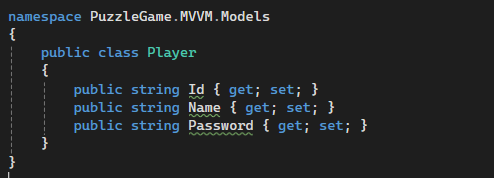 namespace PuzzleGame.MVVM.Models
{
    public class Player
    {
        public string Id { get; set; }
        public string Name { get; set; }
        public string Password { get; set; }
    }
}